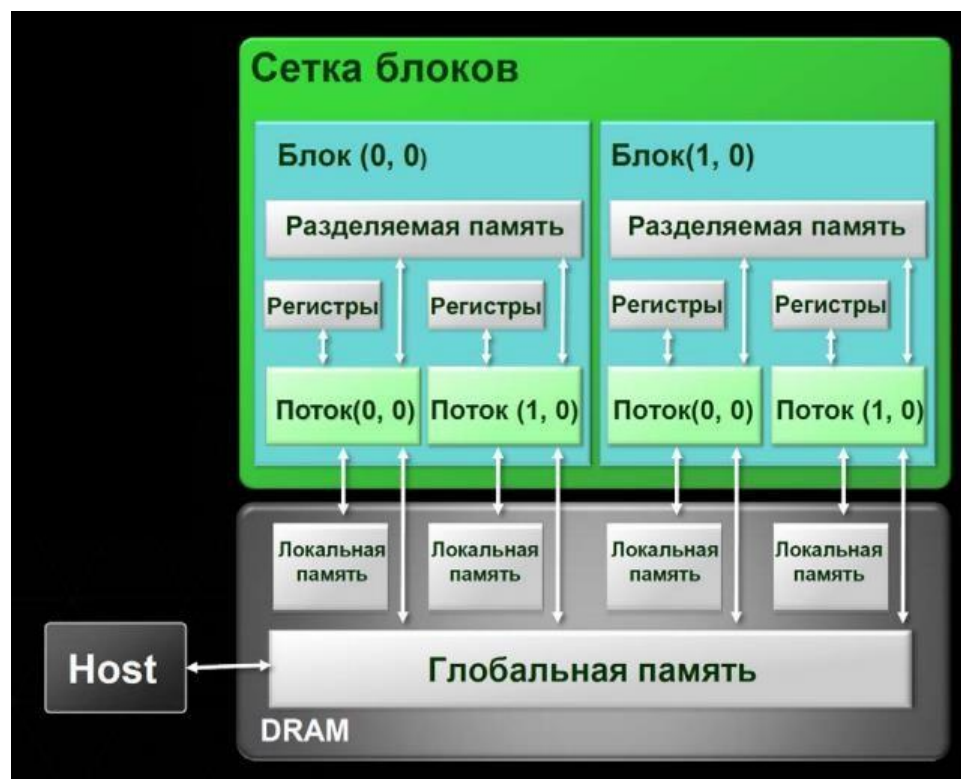 Сетка блоков
Блок (0, 0)
Блок(1, 0)
Разделяемая память
Разделяемая память
Регистры
Регистры
Регистры
Регистры
Поток(0, 0)
Поток (1, 0)
Поток(0, 0)
Поток (1, 0)
Локальная
память
Локальная
память
Локальная
память
Локальная
память
Host
Глобальная память
DRAM